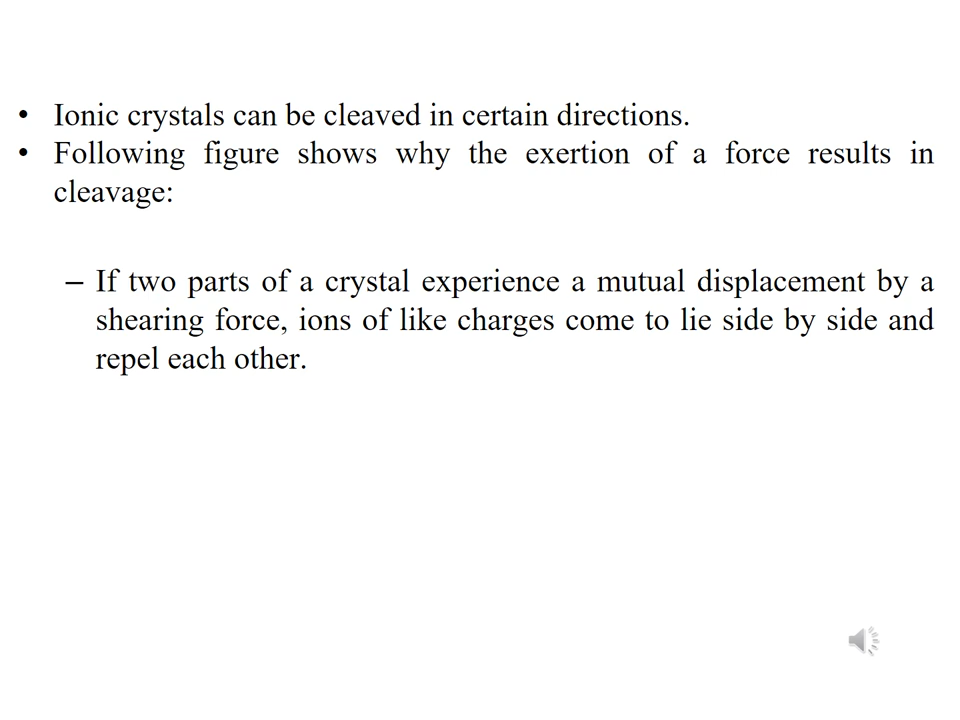 • Ionic crystals can be cleaved in certain directions.
• Following figure shows why the exertion of a force results in
cleavage:
– If two parts of a crystal experience a mutual displacement by a
shearing force, ions of like charges come to lie side by side and
repel each other.